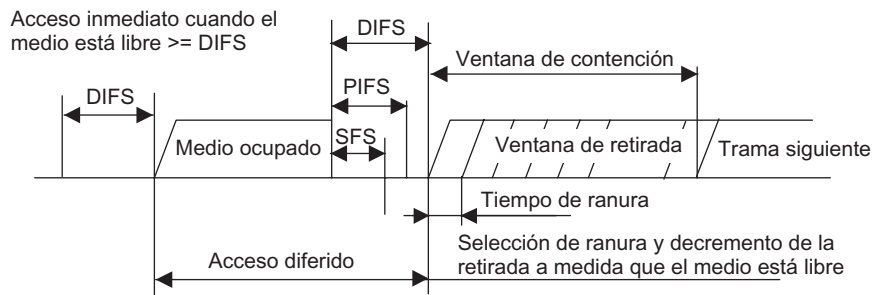 Acceso inmediato cuando el
medio está libre >= DIFS
DIFS
DIFS
Ventana de contención
PIFS
SFS
Medio ocupado
Ventana de retirada
Trama siguiente
Tiempo de ranura
Acceso diferido
Selección de ranura y decremento de la
retirada a medida que el medio está libre